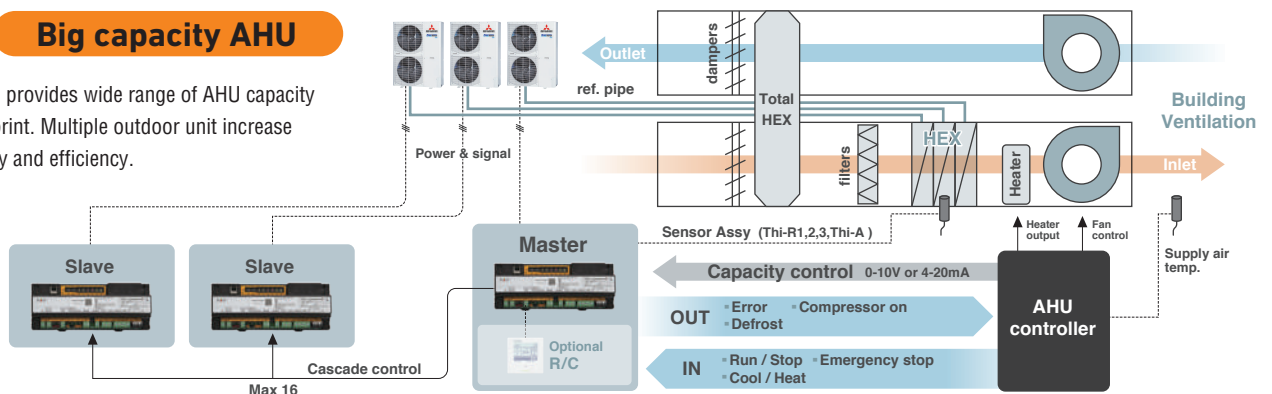 Big capacity AHU
provides wide range of AHU capacity
print. Multiple outdoor unit increase
y and efficiency.
Outlet
dampers
Total
HEX
ref. pipe
Building
Ventilation
Power & signal
filters
HEX
Heater
Inlet
Heater
output
Fan
control
Supply air
temp.
Sensor Assy (Thi-R1,2,3,Thi-A )
Slave
Slave
Master
Capacity control 0-10V or 4-20mA
AHU
controller
OUT
Error
Compressor on
Defrost
Optional
R/C
IN
Run / Stop
Emergency stop
Cool / Heat
Cascade control
Max 16